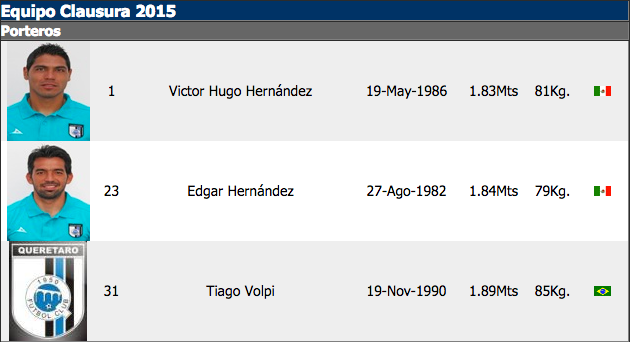 Equipo Clausura 2015
Porteros
1 Victor Hugo Hernández 19-May-1986 1.83Mts 81Kg.
23 Edgar Hernández 27-Ago-1982 1.84Mts 79Kg.
QUERETARO
1950
FUTBOL CLUB
31 Tiago Volpi 19-Nov-1990 1.89Mts 85Kg.